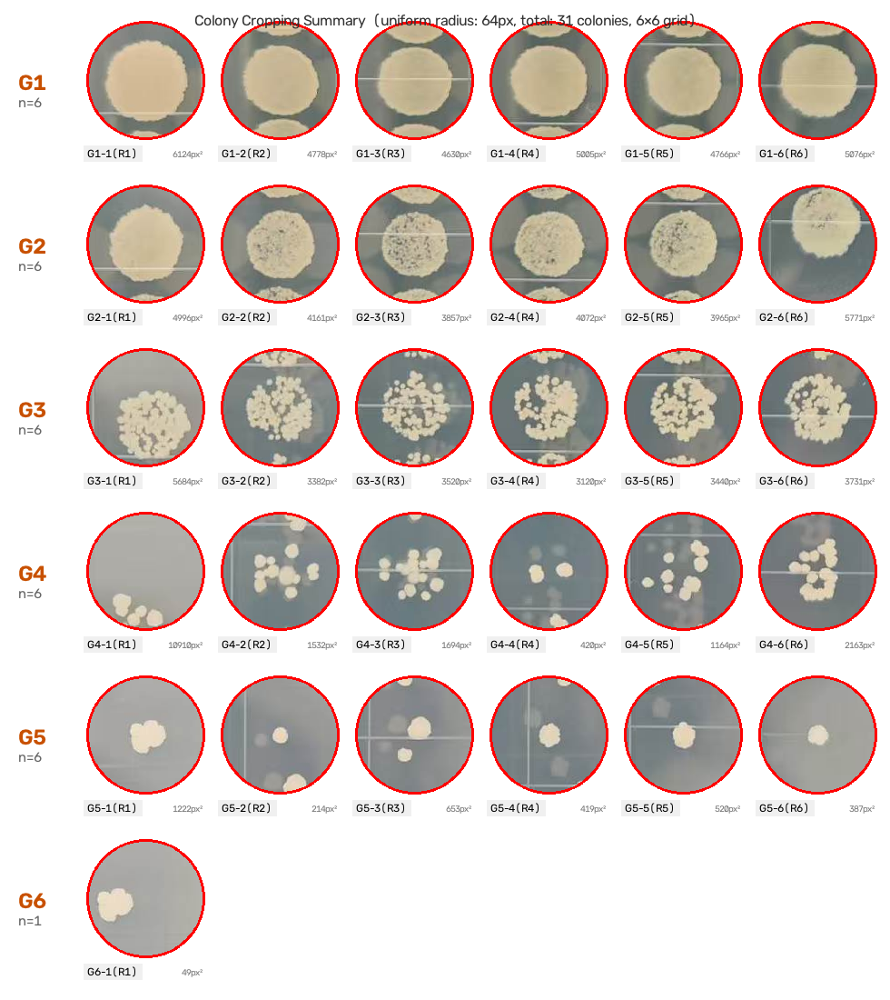 Colony Cropping Summary (uniform radius: 64px, total: 31 colonies, 6×6 grid)
G1
n=6
G1-1(R1) 6124px²
G1-2(R2) 4778px²
G1-3(R3) 4630px²
G1-4(R4) 5005px²
G1-5(R5) 4766px²
G1-6(R6) 5076px²
G2
n=6
G2-1(R1) 4996px²
G2-2(R2) 4161px²
G2-3(R3) 3857px²
G2-4(R4) 4072px²
G2-5(R5) 3965px²
G2-6(R6) 5771px²
G3
n=6
G3-1(R1) 5684px²
G3-2(R2) 3382px²
G3-3(R3) 3520px²
G3-4(R4) 3120px²
G3-5(R5) 3440px²
G3-6(R6) 3731px²
G4
n=6
G4-1(R1) 10910px²
G4-2(R2) 1532px²
G4-3(R3) 1694px²
G4-4(R4) 420px²
G4-5(R5) 1164px²
G4-6(R6) 2163px²
G5
n=6
G5-1(R1) 1222px²
G5-2(R2) 214px²
G5-3(R3) 653px²
G5-4(R4) 419px²
G5-5(R5) 520px²
G5-6(R6) 387px²
G6
n=1
G6-1(R1) 49px²